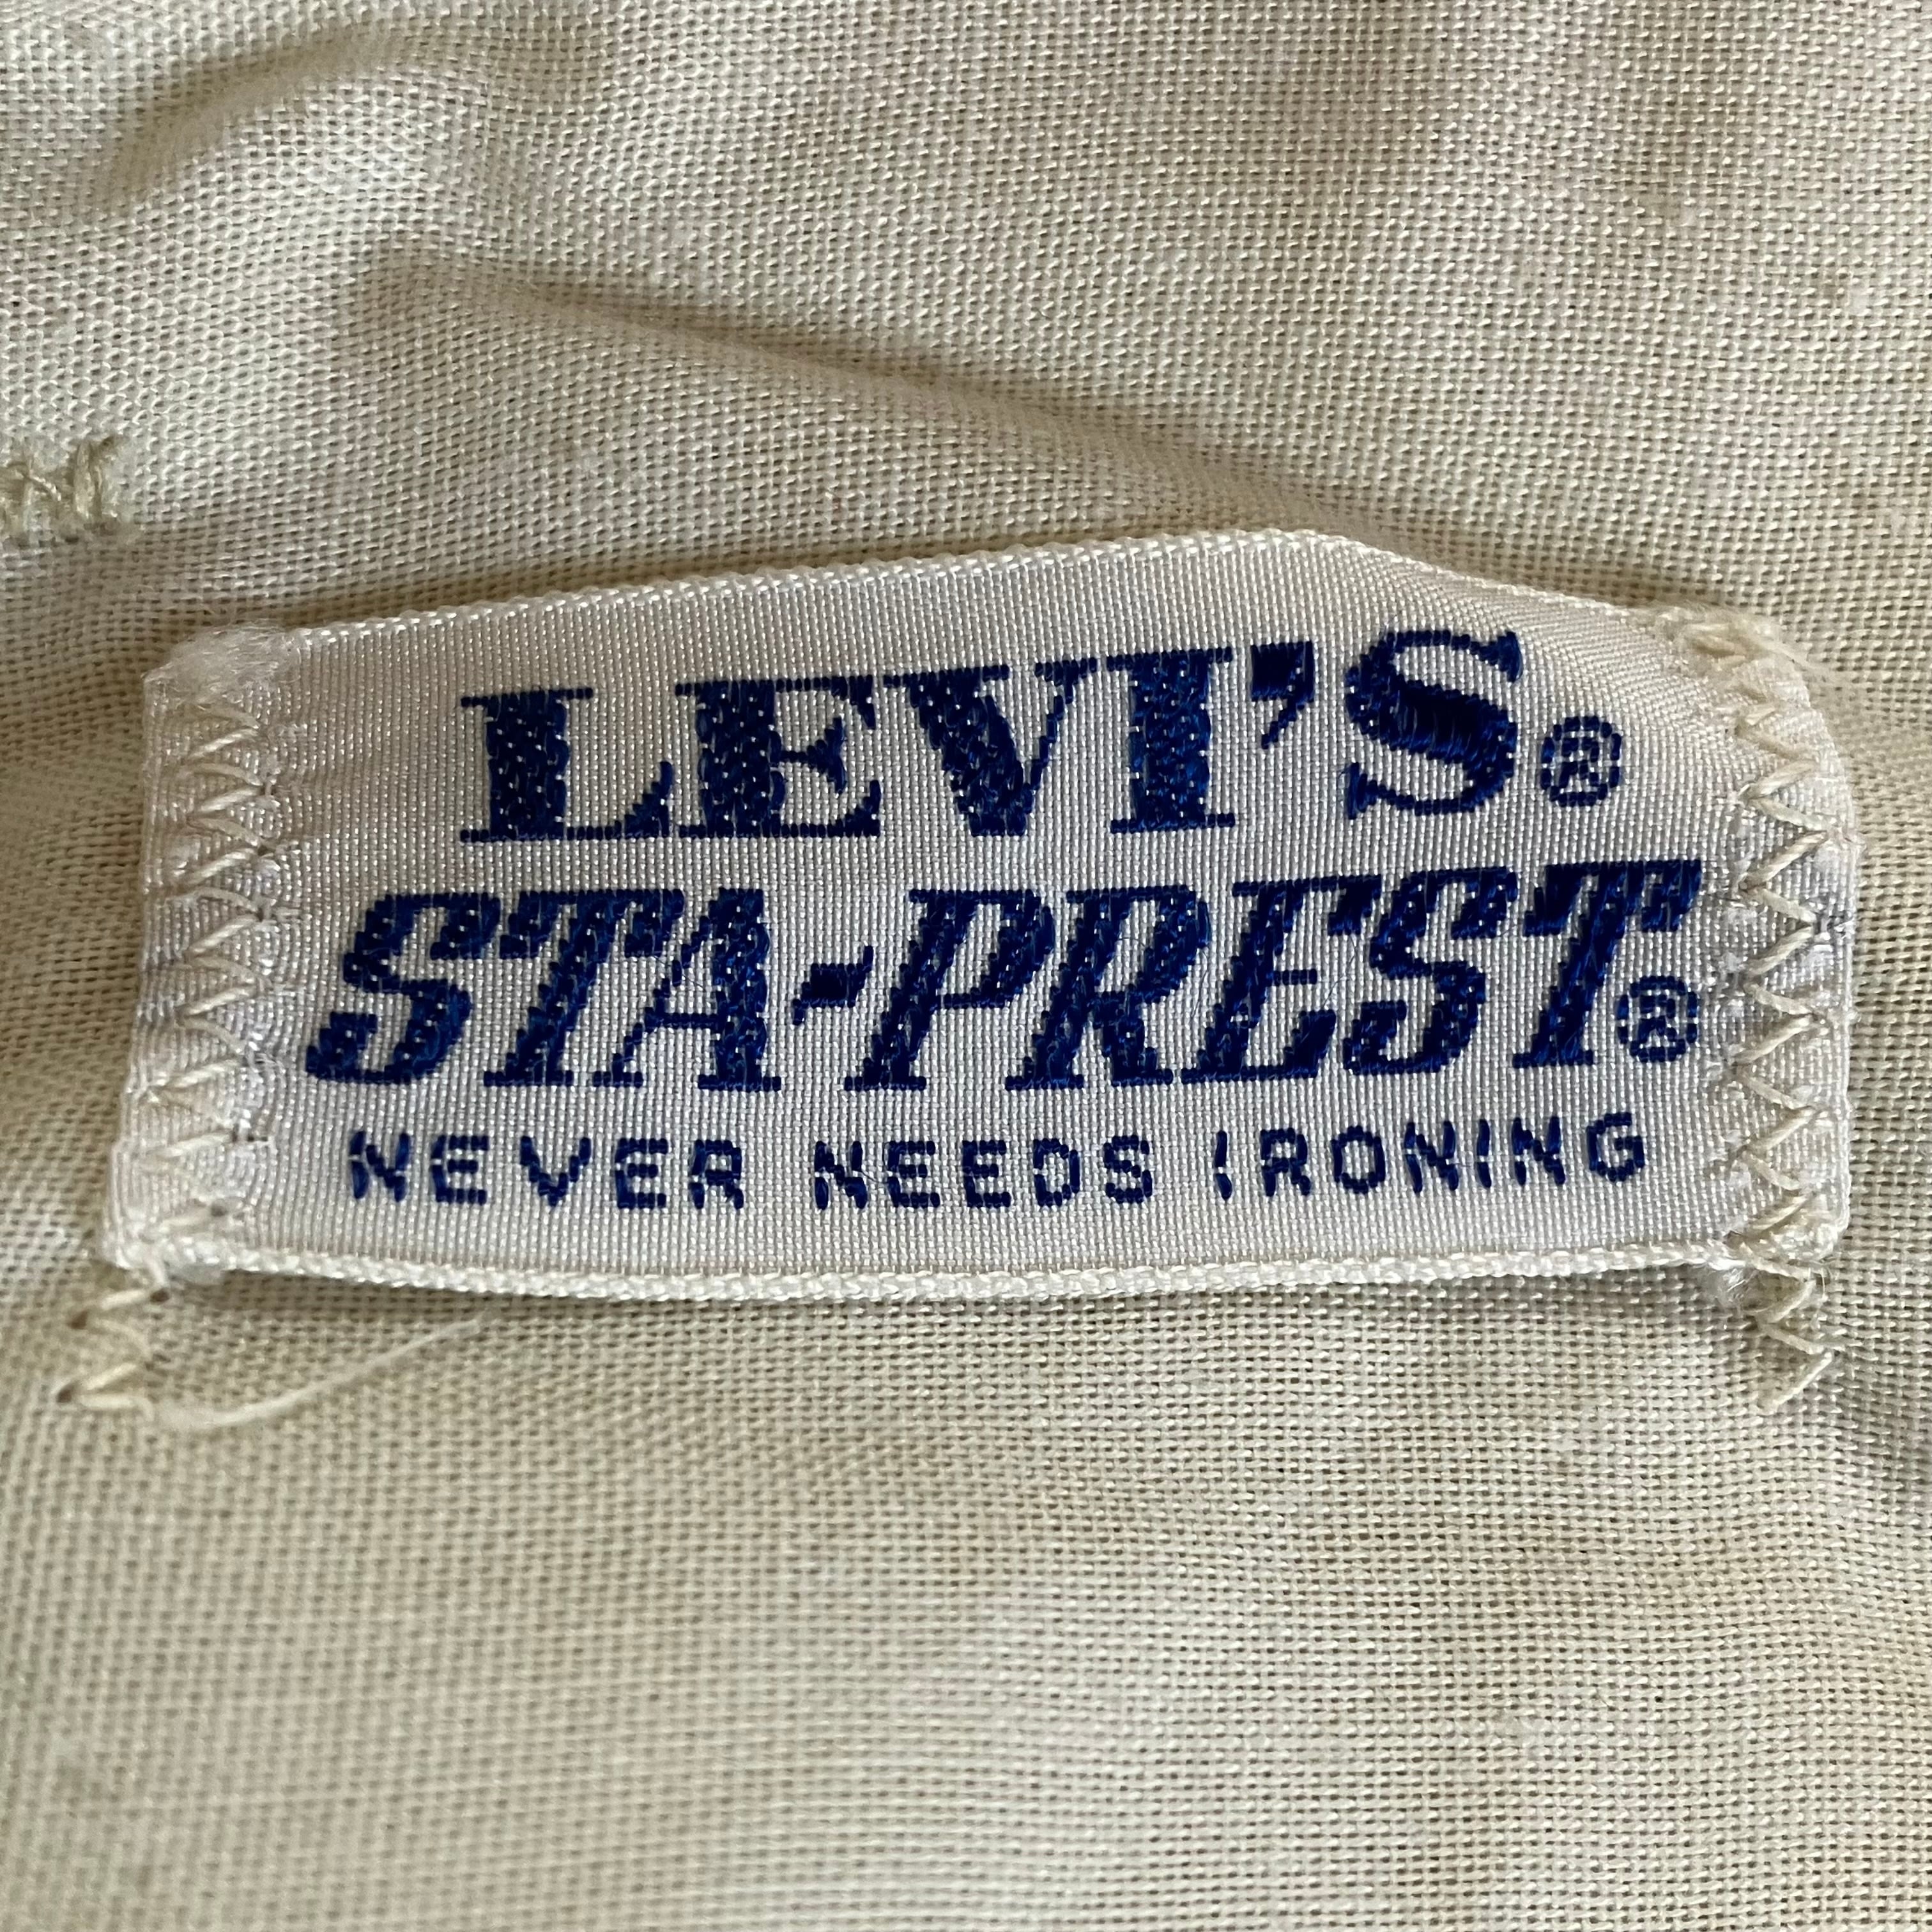 LEVI'S®
STA-PREST®
NEVER NEEDS IRONING